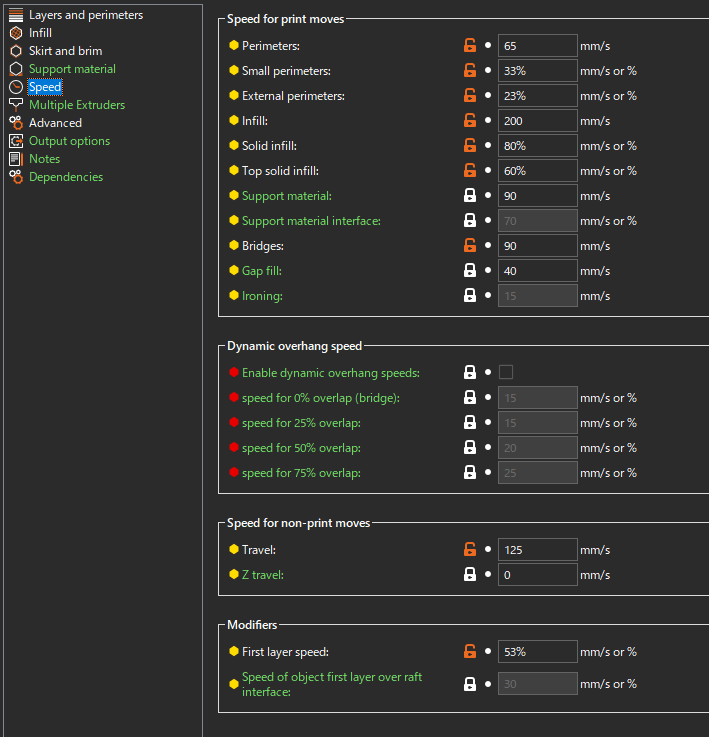 Layers and perimeters
Infill
Skirt and brim
Support material
Speed
Multiple Extruders
Advanced
Output options
Notes
Dependencies
Speed for print moves
Perimeters: 65 mm/s
Small perimeters: 33% mm/s or %
External perimeters: 23% mm/s or %
Infill: 200 mm/s
Solid infill: 80% mm/s or %
Top solid infill: 60% mm/s or %
Support material: 90 mm/s
Support material interface: 70 mm/s or %
Bridges: 90 mm/s
Gap fill: 40 mm/s
Ironing: 15 mm/s
Dynamic overhang speed
Enable dynamic overhang speeds:
speed for 0% overlap (bridge): 15 mm/s or %
speed for 25% overlap: 15 mm/s or %
speed for 50% overlap: 20 mm/s or %
speed for 75% overlap: 25 mm/s or %
Speed for non-print moves
Travel: 125 mm/s
Z travel: 0 mm/s
Modifiers
First layer speed: 53% mm/s or %
Speed of object first layer over raft
interface: 30 mm/s or %